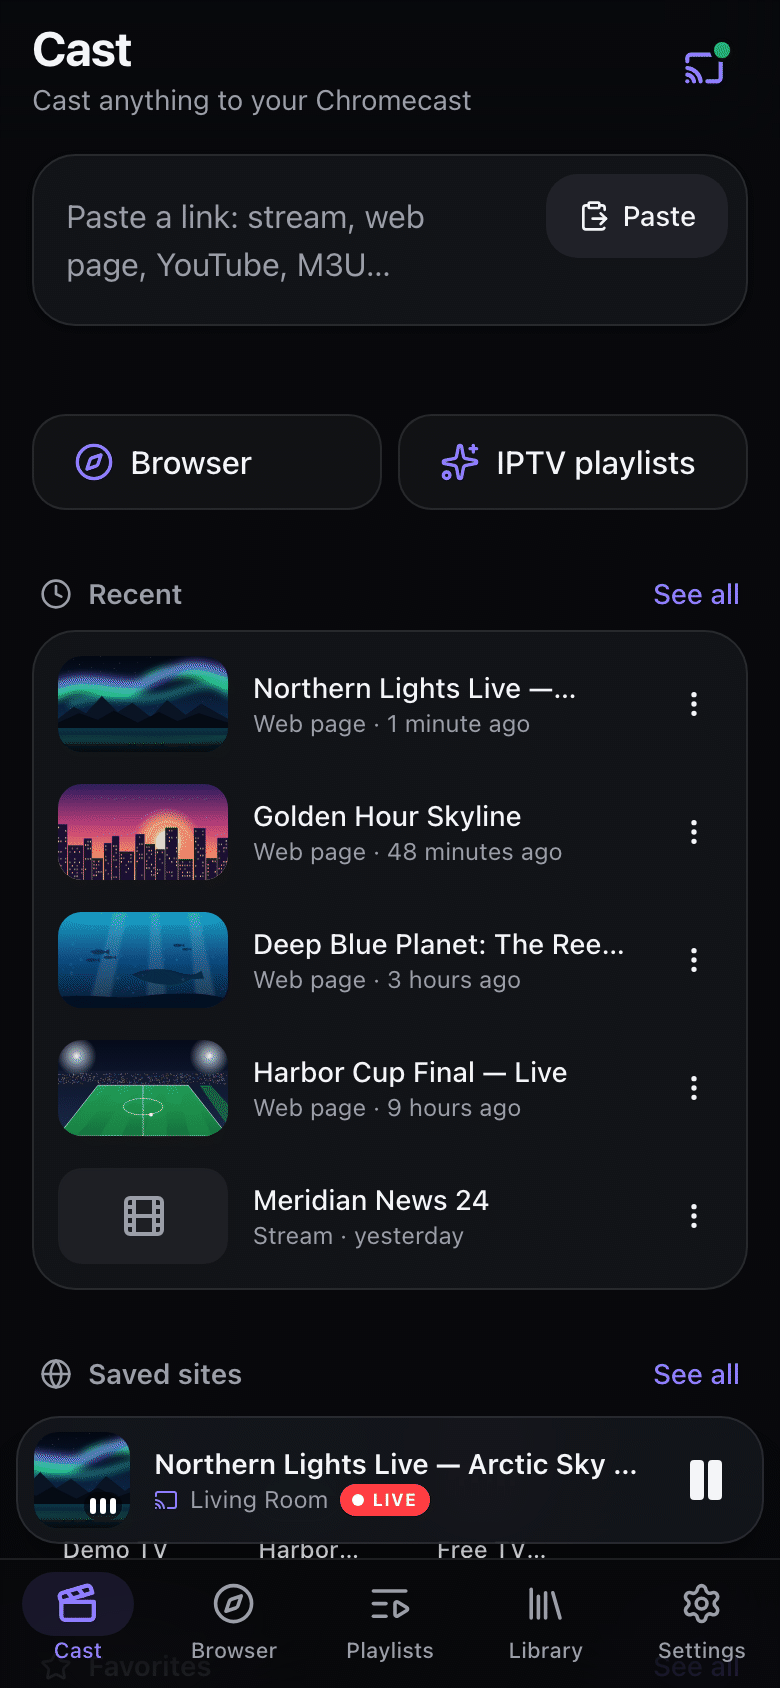 Cast
Cast anything to your Chromecast
Paste a link: stream, web
page, YouTube, M3U...
Paste
Browser
IPTV playlists
Recent
See all
Northern Lights Live —...
Web page · 1 minute ago
Golden Hour Skyline
Web page · 48 minutes ago
Deep Blue Planet: The Ree...
Web page · 3 hours ago
Harbor Cup Final — Live
Web page · 9 hours ago
Meridian News 24
Stream · yesterday
Saved sites
See all
Northern Lights Live — Arctic Sky ...
Living Room
LIVE
Demo TV
Harbor...
Free TV...
Cast
Browser
Playlists
Library
Settings
Favorites
See all